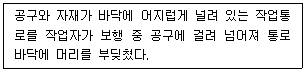 공구와 자재가 바닥에 어지럽게 널려 있는 작업통
로를 작업자가 보행 중 공구에 걸려 넘어져 통로
바닥에 머리를 부딪쳤다.